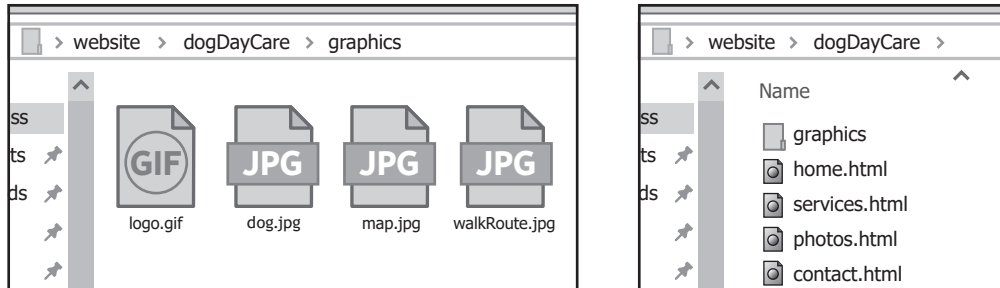 > website > dogDayCare > graphics
ss
ts
ds
GIF JPG JPG JPG
logo.gif dog.jpg map.jpg walkRoute.jpg
> website > dogDayCare >
Name
ss
ts
ds
graphics
home.html
services.html
photos.html
contact.html